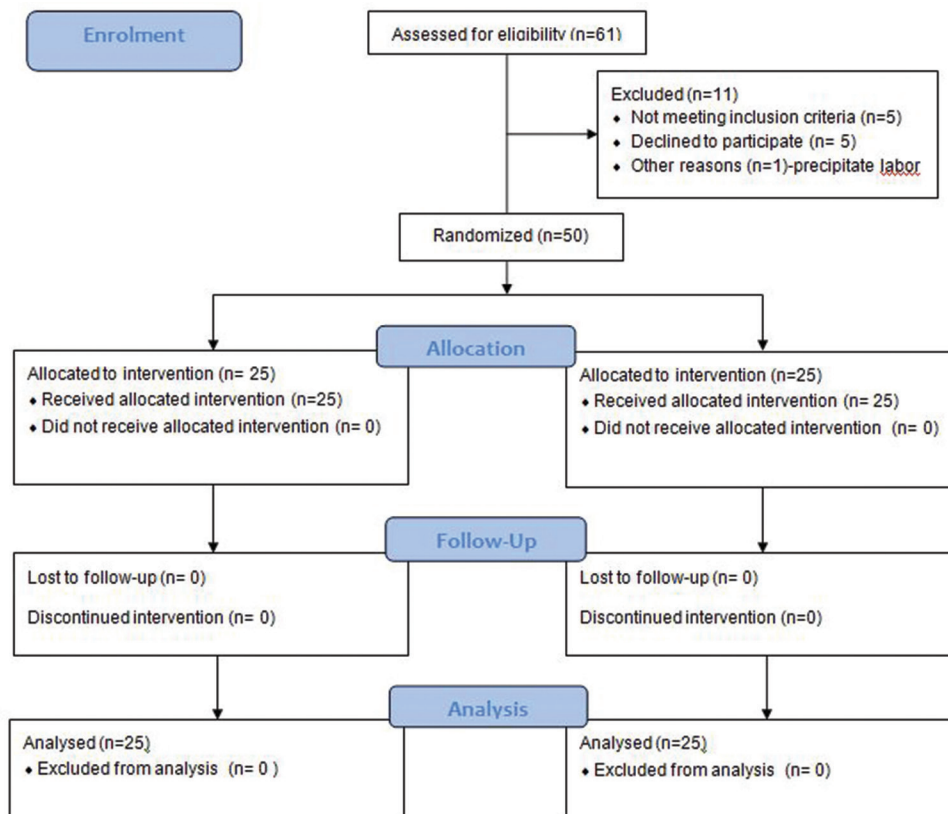 Enrolment
Assessed for eligibility (n=61)
Excluded (n=11)
♦ Not meeting inclusion criteria (n=5)
♦ Declined to participate (n= 5)
♦ Other reasons (n=1)-precipitate labor
Randomized (n=50)
Allocation
Allocated to intervention (n= 25)
♦ Received allocated intervention (n=25)
♦ Did not receive allocated intervention (n= 0)
Allocated to intervention (n=25)
♦ Received allocated intervention (n= 25)
♦ Did not receive allocated intervention (n= 0)
Follow-Up
Lost to follow-up (n= 0)
Discontinued intervention (n= 0)
Lost to follow-up (n= 0)
Discontinued intervention (n=0)
Analysis
Analysed (n=25)
♦ Excluded from analysis (n= 0 )
Analysed (n=25)
♦ Excluded from analysis (n= 0)